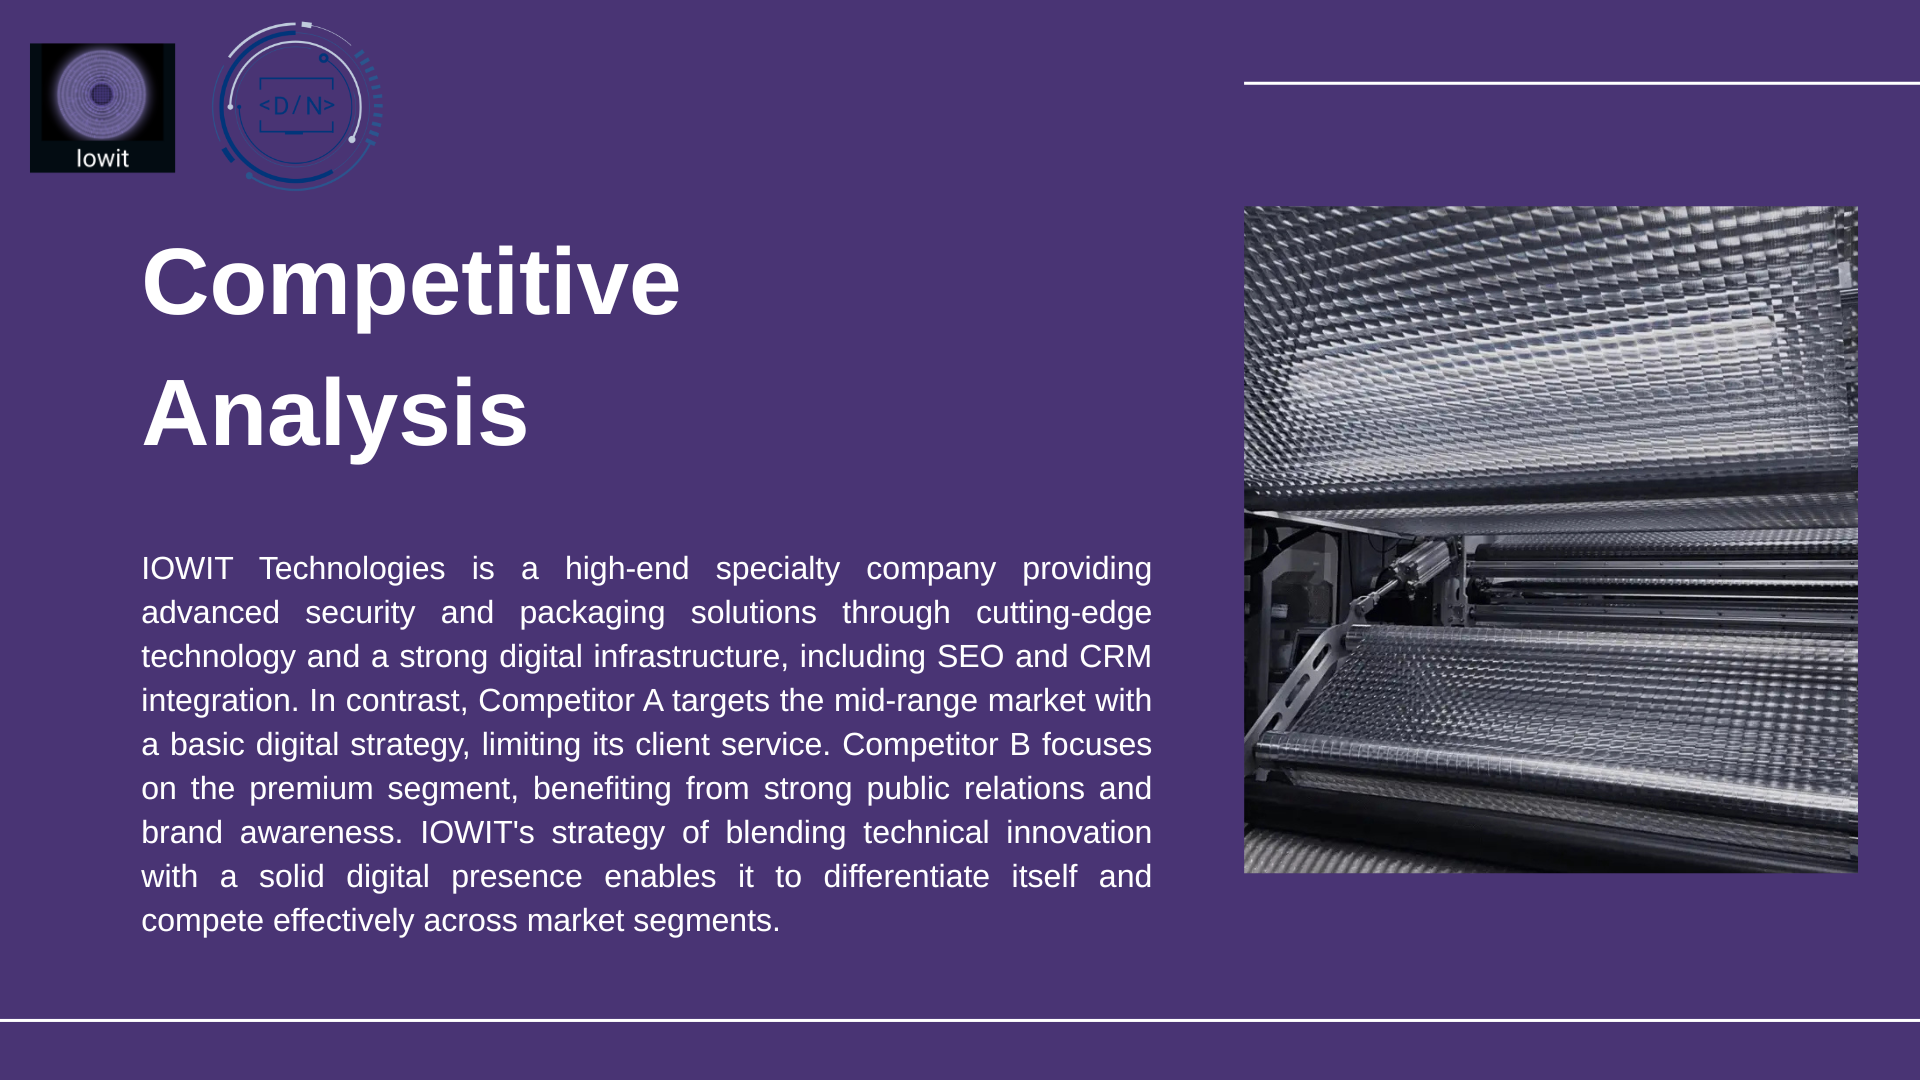 Iowit
<D/N>
Competitive
Analysis
IOWIT Technologies is a high-end specialty company providing
advanced security and packaging solutions through cutting-edge
technology and a strong digital infrastructure, including SEO and CRM
integration. In contrast, Competitor A targets the mid-range market with
a basic digital strategy, limiting its client service. Competitor B focuses
on the premium segment, benefiting from strong public relations and
brand awareness. IOWIT's strategy of blending technical innovation
with a solid digital presence enables it to differentiate itself and
compete effectively across market segments.